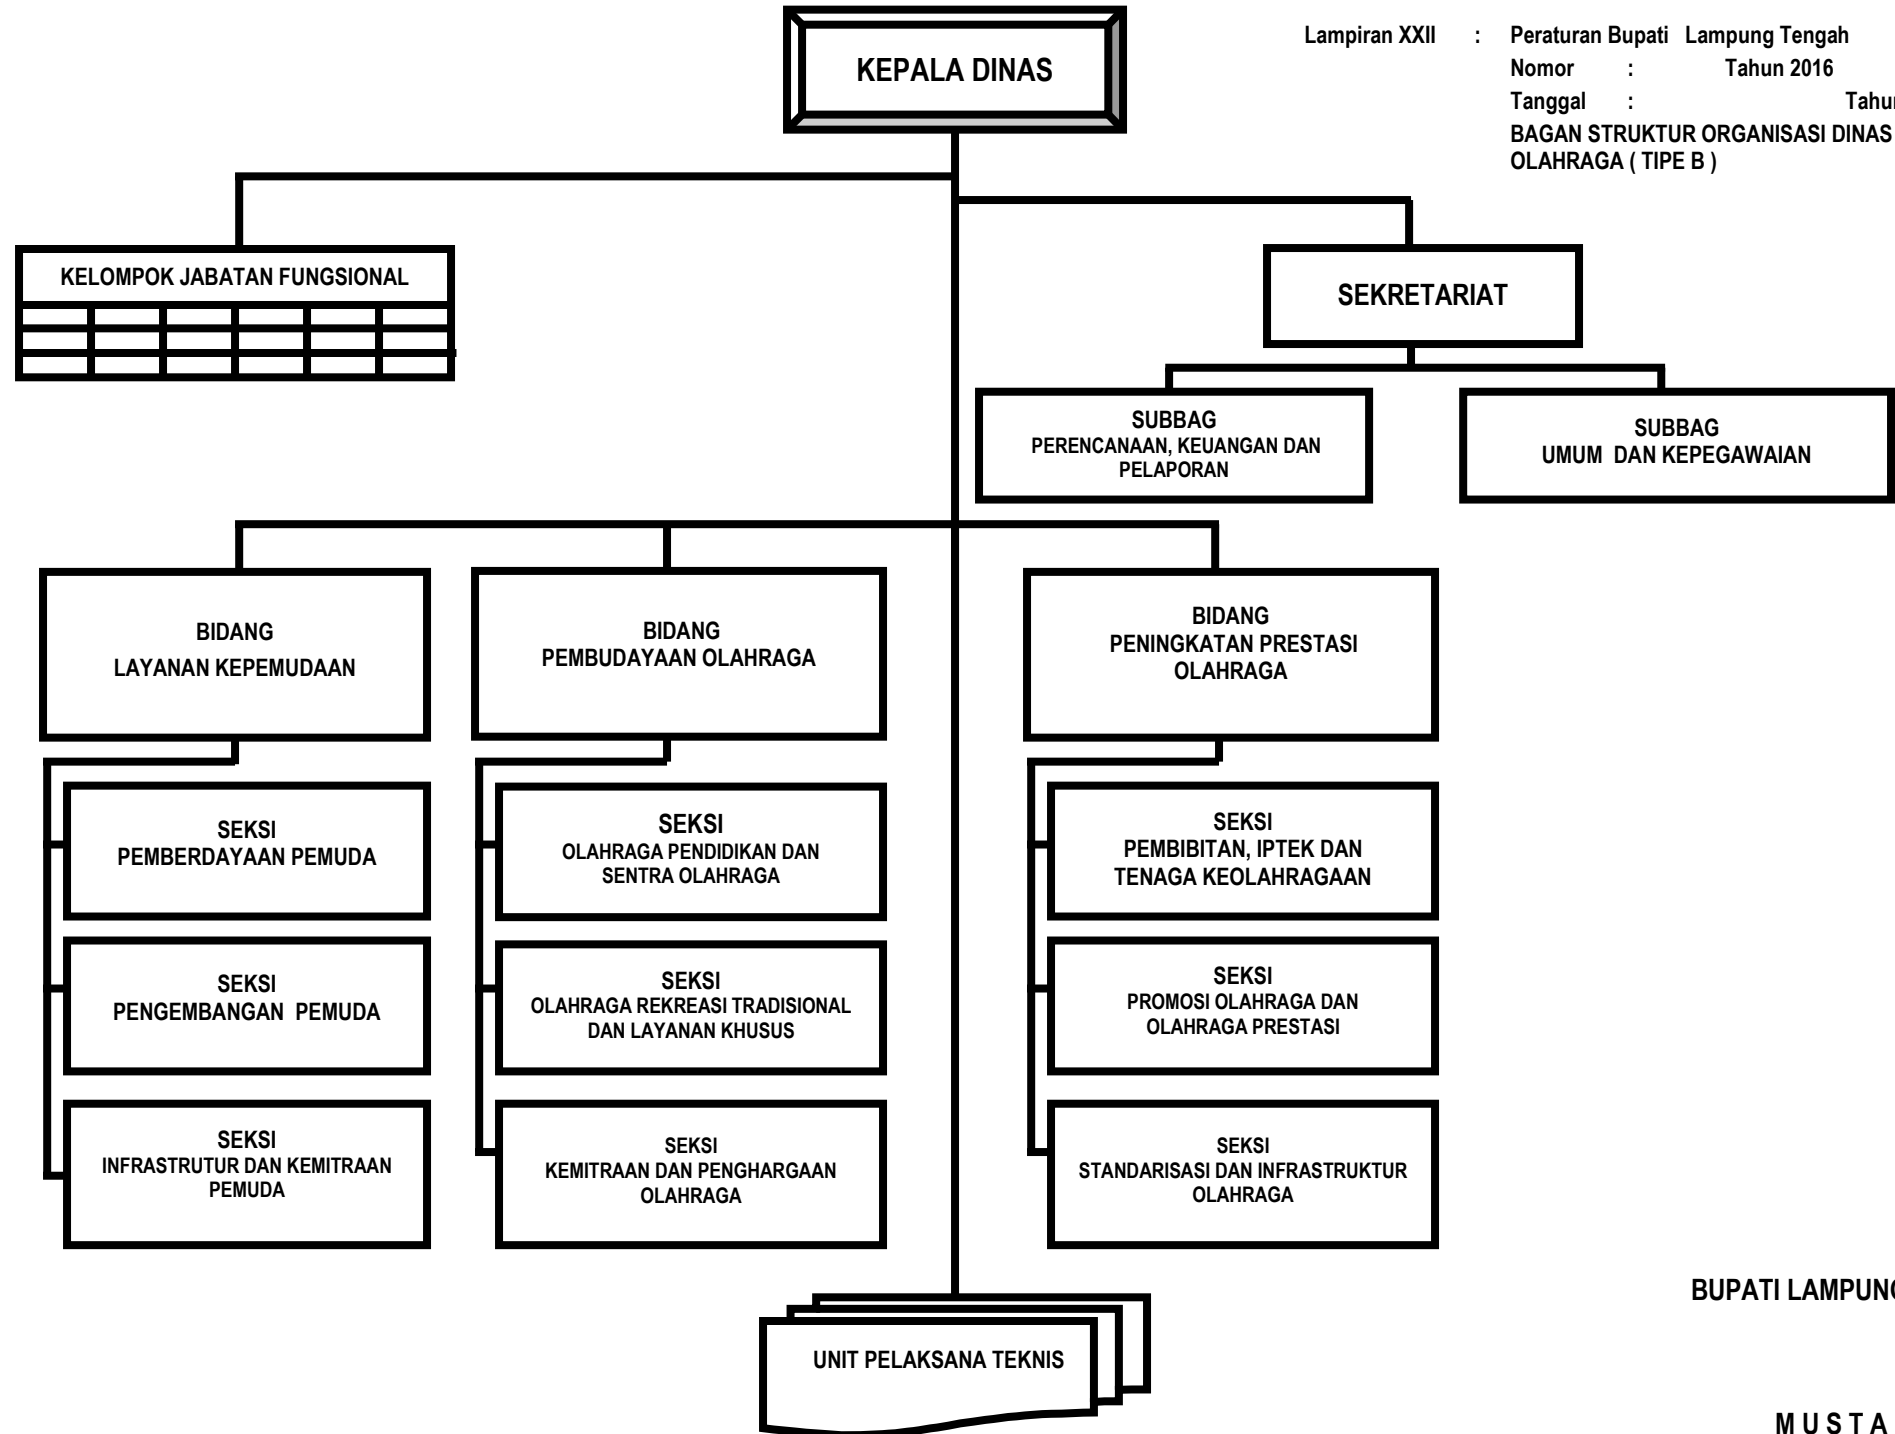 KEPALA DINAS
Lampiran XXII : Peraturan Bupati Lampung Tengah
Nomor : Tahun 2016
Tanggal : Tahun
BAGAN STRUKTUR ORGANISASI DINAS
OLAHRAGA ( TIPE B )
KELOMPOK JABATAN FUNGSIONAL
SEKRETARIAT
SUBBAG
PERENCANAAN, KEUANGAN DAN
PELAPORAN
SUBBAG
UMUM DAN KEPEGAWAIAN
BIDANG
LAYANAN KEPEMUDAAN
BIDANG
PEMBUDAYAAN OLAHRAGA
BIDANG
PENINGKATAN PRESTASI
OLAHRAGA
SEKSI
PEMBERDAYAAN PEMUDA
SEKSI
PENGEMBANGAN PEMUDA
SEKSI
INFRASTRUTUR DAN KEMITRAAN
PEMUDA
SEKSI
OLAHRAGA PENDIDIKAN DAN
SENTRA OLAHRAGA
SEKSI
OLAHRAGA REKREASI TRADISIONAL
DAN LAYANAN KHUSUS
SEKSI
KEMITRAAN DAN PENGHARGAAN
OLAHRAGA
SEKSI
PEMBIBITAN, IPTEK DAN
TENAGA KEOLAHRAGAAN
SEKSI
PROMOSI OLAHRAGA DAN
OLAHRAGA PRESTASI
SEKSI
STANDARISASI DAN INFRASTRUKTUR
OLAHRAGA
UNIT PELAKSANA TEKNIS
BUPATI LAMPUNG
M U S T A